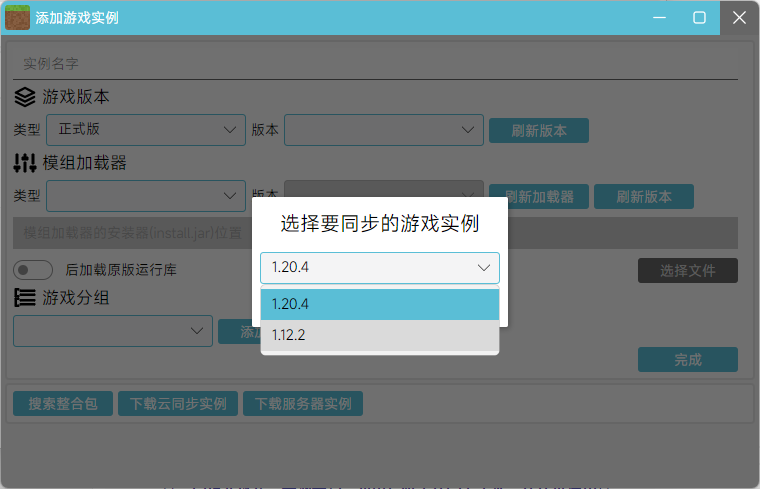 添加游戏实例
实例名字
游戏版本
类型 正式版 版本 刷新版本
模组加载器
类型 版本 刷新加载器 刷新版本
模组加载器的安装器(install.jar)位置
后加载原版运行库 选择文件
游戏分组
添加
完成
搜索整合包 下载云同步实例 下载服务器实例
选择要同步的游戏实例
1.20.4
1.20.4
1.12.2